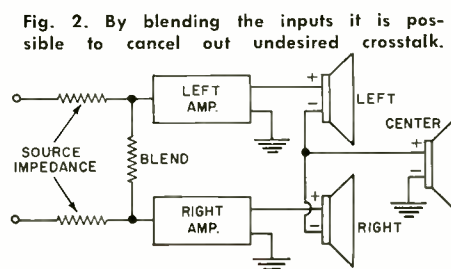 Fig. 2. By blending the inputs it is pos-
sible to cancel out undesired crosstalk.
LEFT
AMP.
+
-
LEFT
CENTER
+
-
SOURCE
IMPEDANCE
BLEND
RIGHT
AMP.
+
-
RIGHT